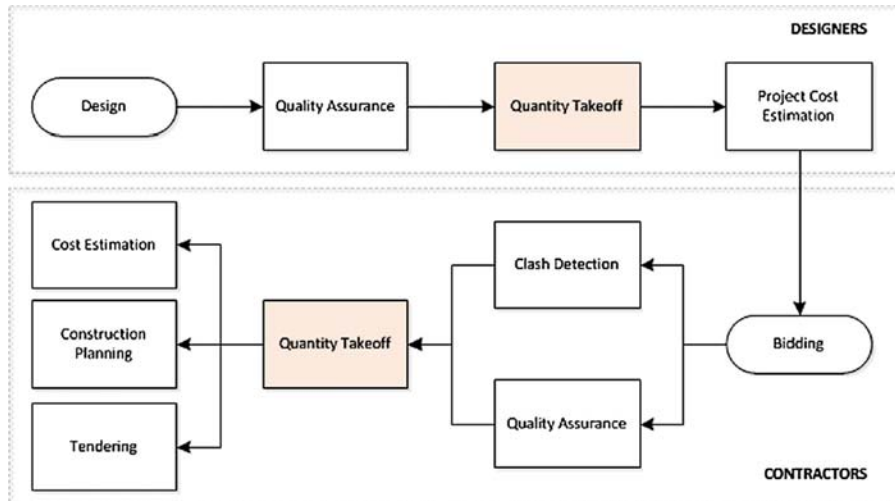 DESIGNERS
Design
Quality Assurance
Quantity Takeoff
Project Cost
Estimation
Cost Estimation
Construction
Planning
Tendering
Quantity Takeoff
Clash Detection
Quality Assurance
Bidding
CONTRACTORS